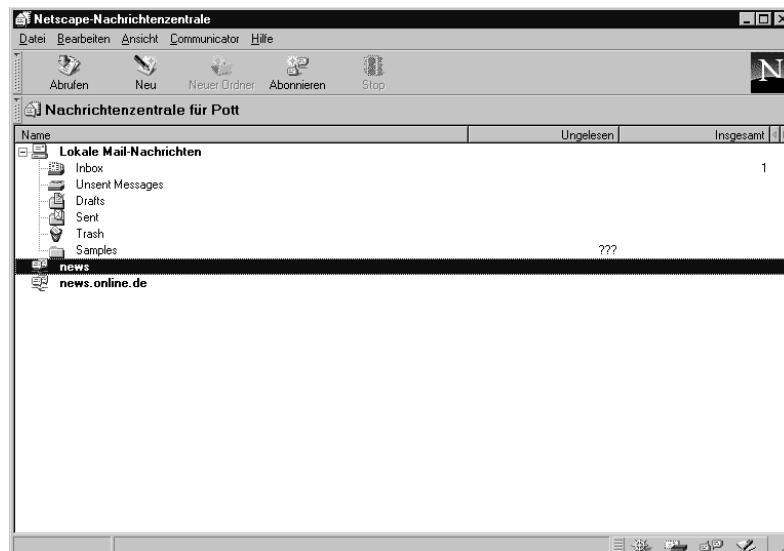 Netscape-Nachrichtenzentrale
Datei Bearbeiten Ansicht Communicator Hilfe
Abrufen Neu Neuer Ordner Abonnieren Stop
N
Nachrichtenzentrale für Pott
Name Ungelesen Insgesamt
Lokale Mail-Nachrichten
Inbox 1
Unsent Messages
Drafts
Sent
Trash
Samples ???
news
news.online.de